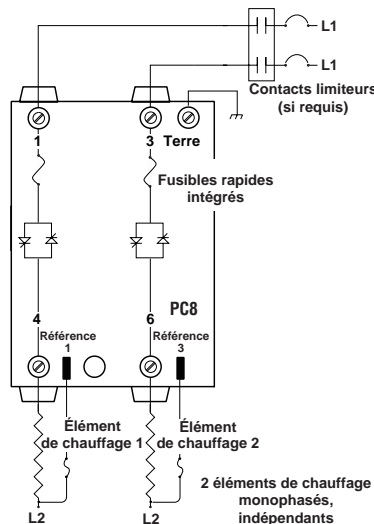 L1
L1
Contacts limiteurs
(si requis)
1
3
Terre
Fusibles rapides
intégrés
4
6
PC8
Référence
1
Référence
3
Élément
de chauffage 1
Élément
de chauffage 2
L2
L2
2 éléments de chauffage
monophasés,
indépendants